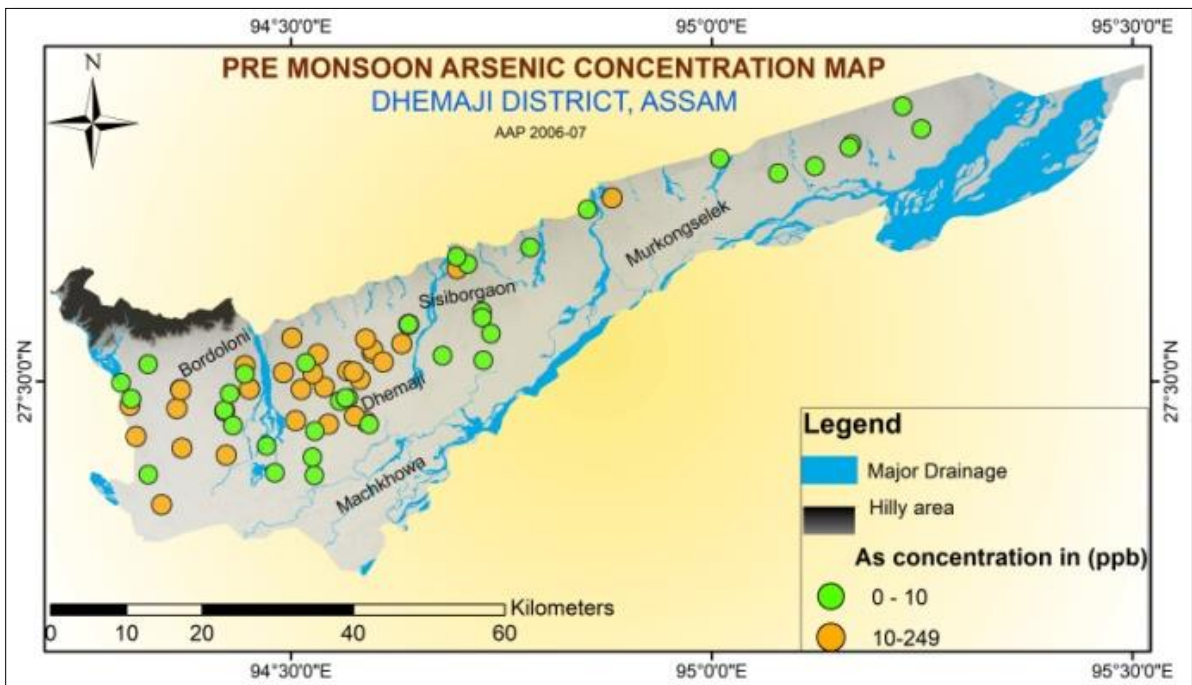 94°30'0"E 95°0'0"E 95°30'0"E
N
PRE MONSOON ARSENIC CONCENTRATION MAP
DHEMAJI DISTRICT, ASSAM
AAP 2006-07
Murkongselek
Sisiborgaon
Bordoloni
27°30'0"N
Dhemaji
27°30'0"N
Machkhowa
Legend
Major Drainage
Hilly area
As concentration in (ppb)
0 - 10
10-249
Kilometers
0 10 20 40 60
94°30'0"E 95°0'0"E 95°30'0"E